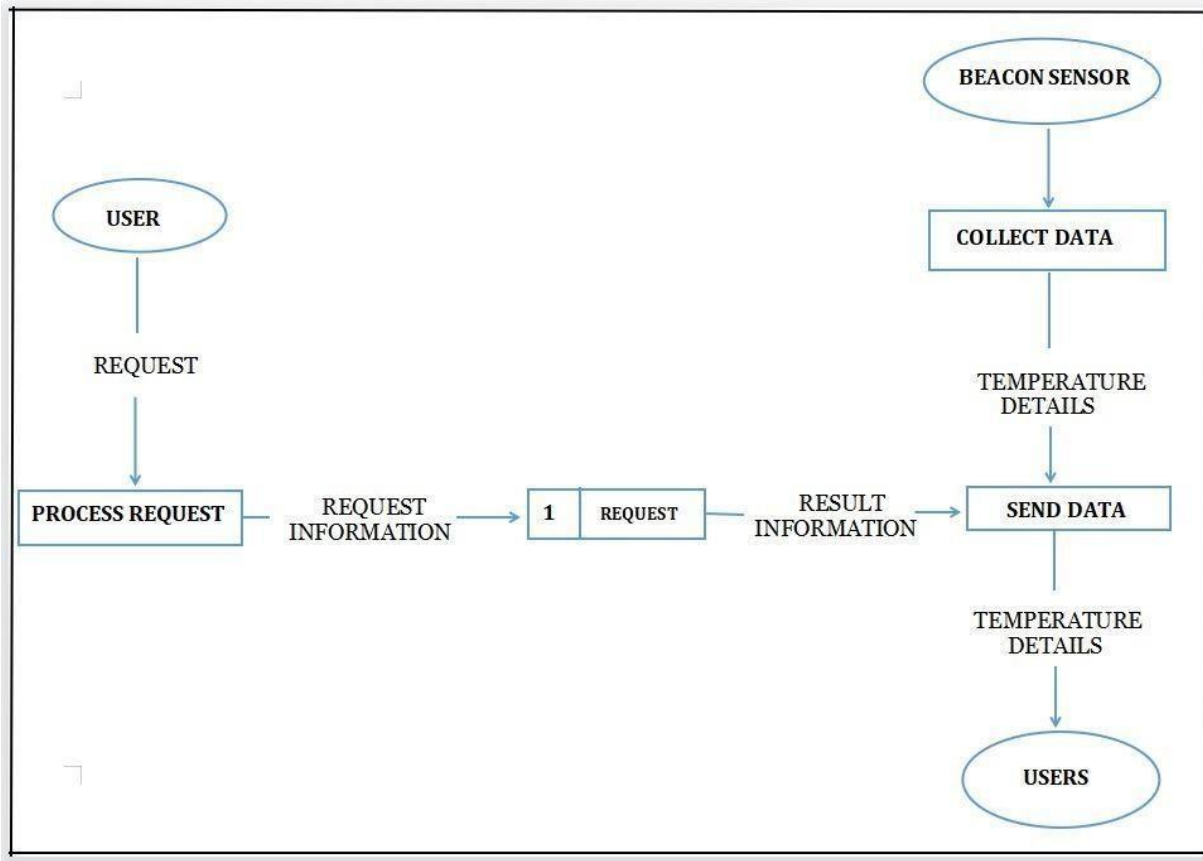 BEACON SENSOR
USER
COLLECT DATA
REQUEST
TEMPERATURE
DETAILS
PROCESS REQUEST
REQUEST
INFORMATION
1 REQUEST
RESULT
INFORMATION
SEND DATA
TEMPERATURE
DETAILS
USERS